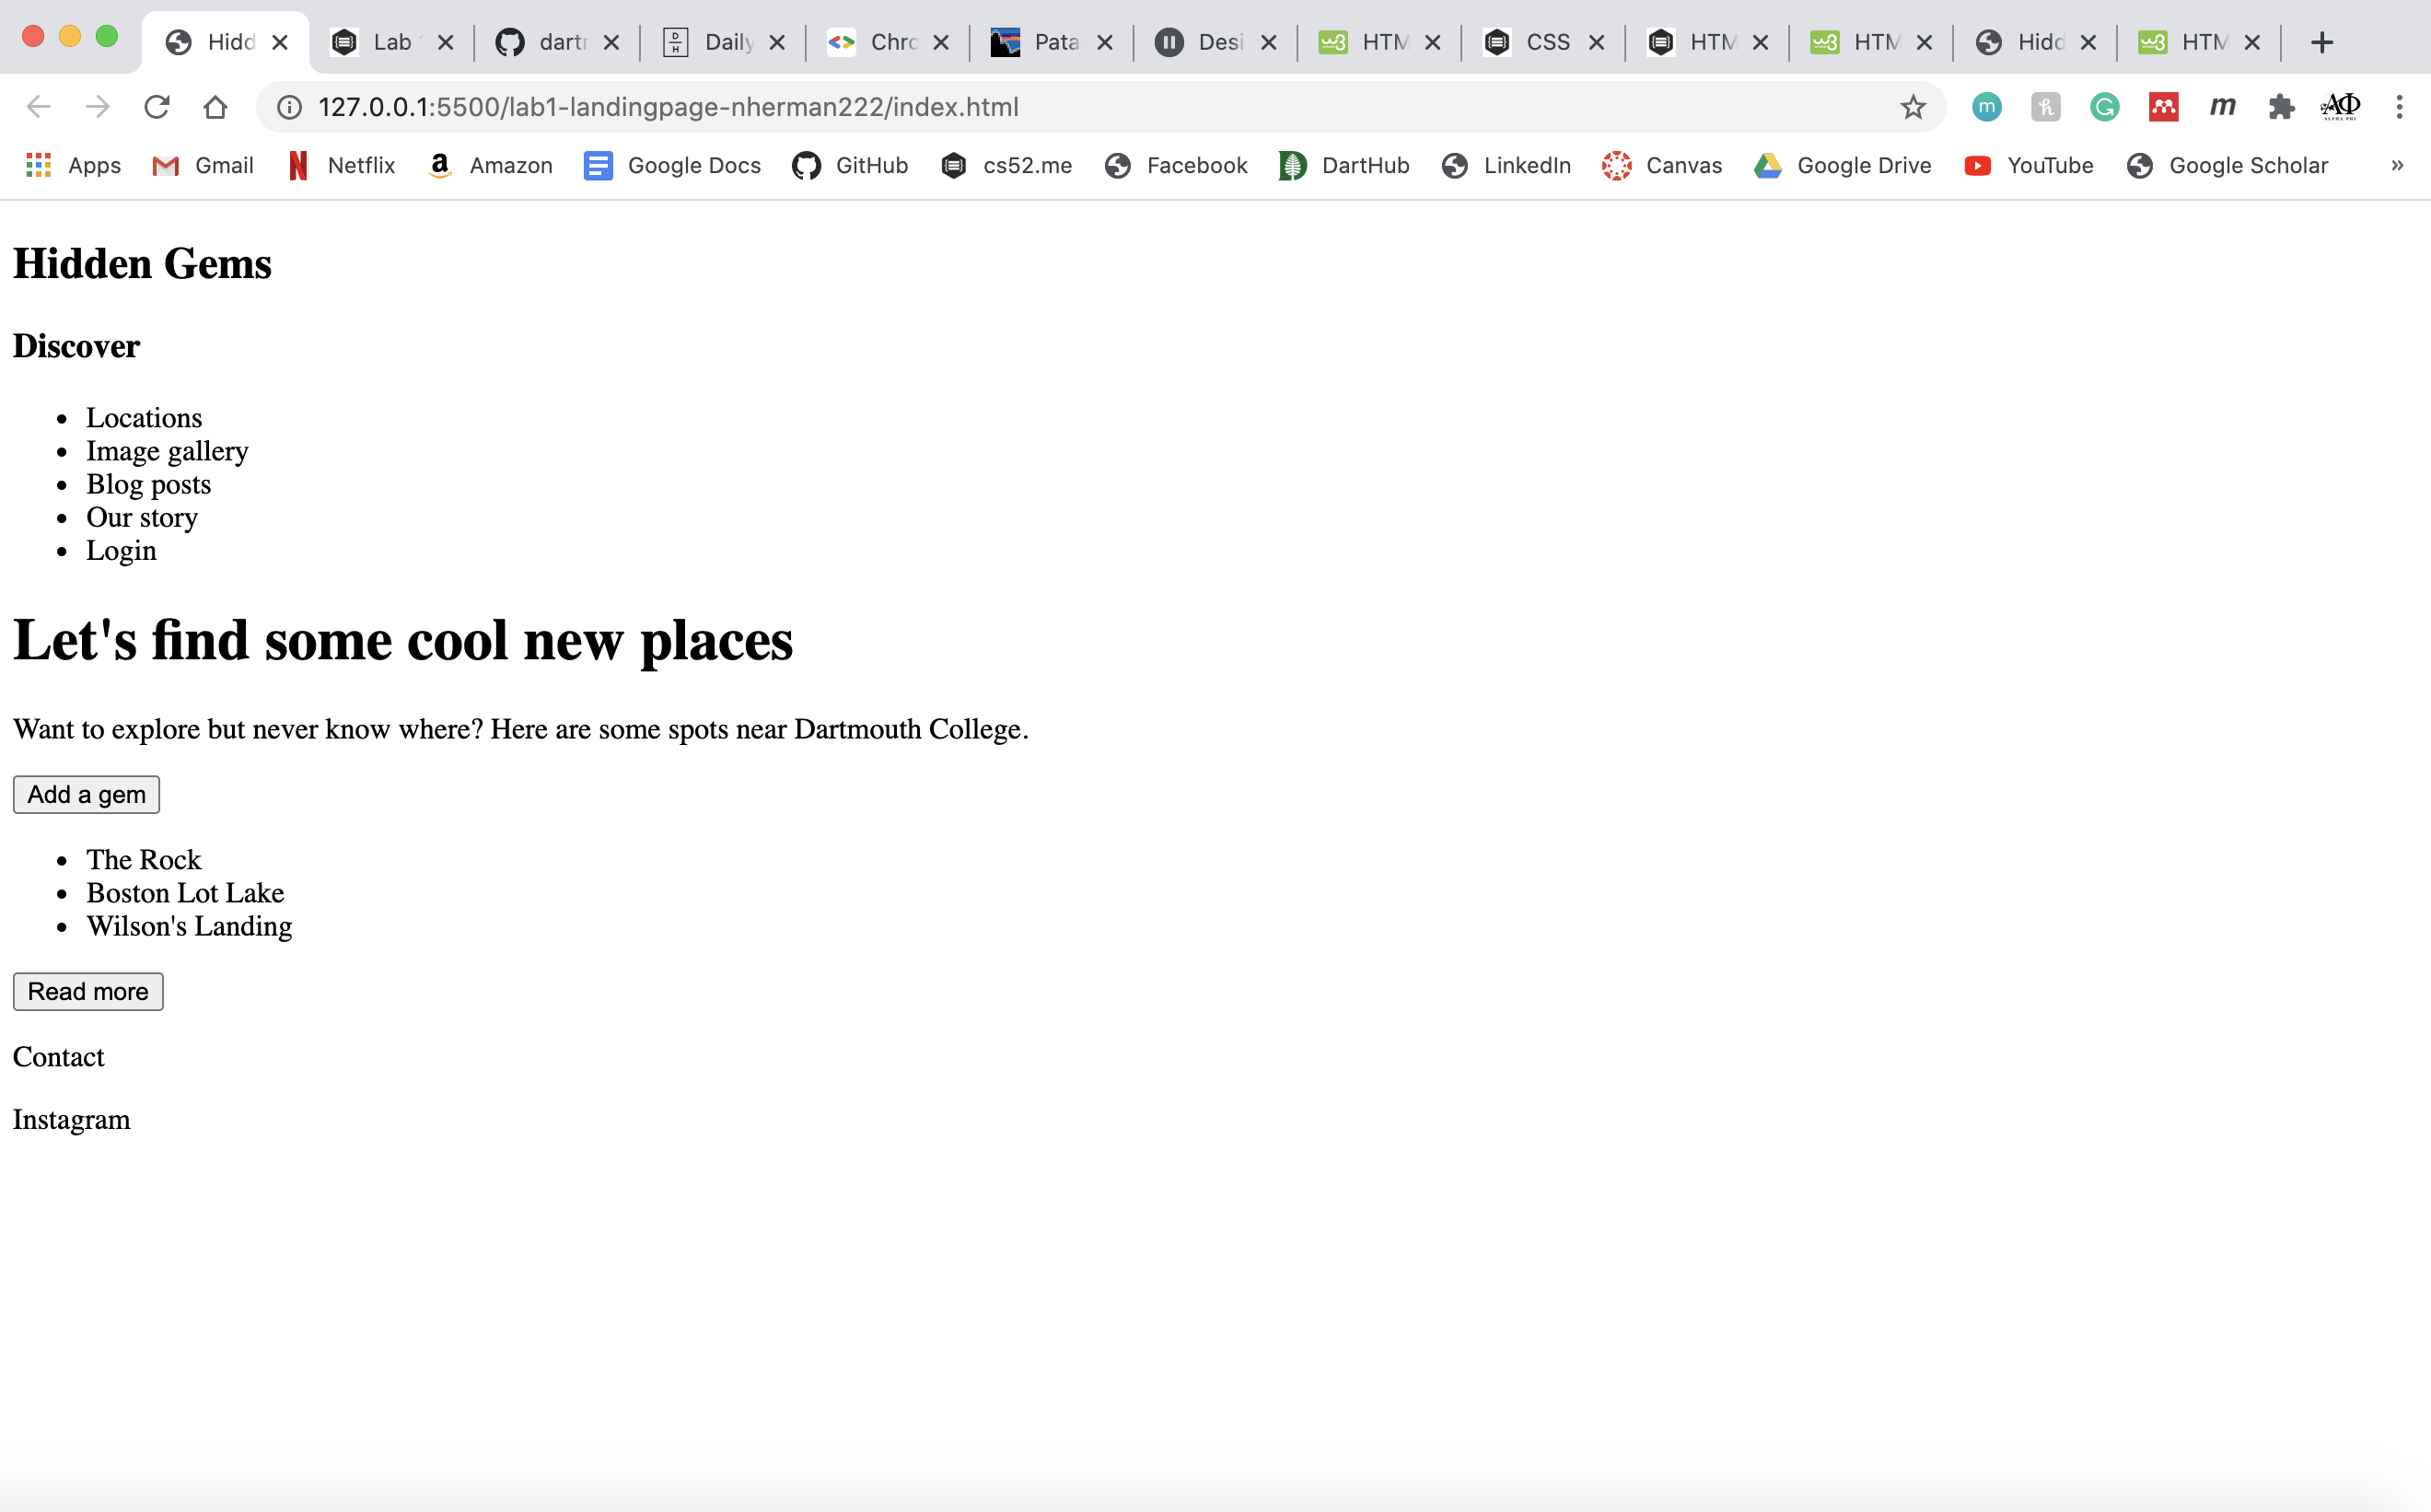 Hidd Lab dartr Daily Chro Pata Desi HTM CSS HTM HTM Hidd HTM
127.0.0.1:5500/lab1-landingpage-nherman222/index.html
Apps Gmail Netflix Amazon Google Docs GitHub cs52.me Facebook DartHub LinkedIn Canvas Google Drive YouTube Google Scholar »
Hidden Gems
Discover
• Locations
• Image gallery
• Blog posts
• Our story
• Login
Let's find some cool new places
Want to explore but never know where? Here are some spots near Dartmouth College.
Add a gem
• The Rock
• Boston Lot Lake
• Wilson's Landing
Read more
Contact
Instagram